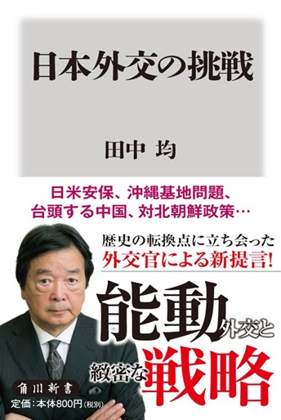 日本外交の挑戦
田中 均
日米安保、沖縄基地問題、
台頭する中国、対北朝鮮政策…
歴史の転換点に立ち会った
外交官による新提言!
能動外交と
緻密な戦略
角川新書
定価:本体800円(税別)